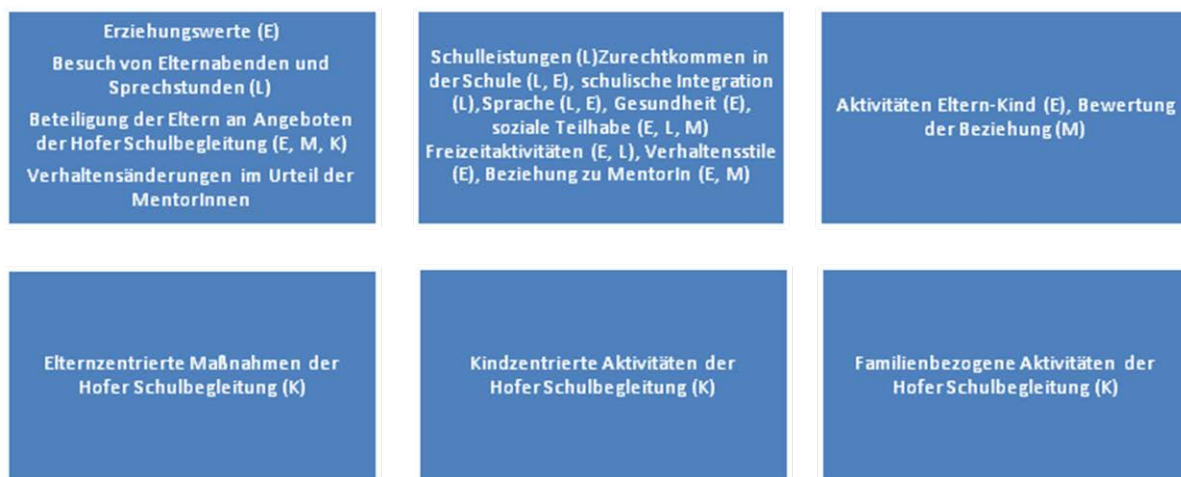 Erziehungswerte (E)
Besuch von Elternabenden und
Sprechstunden (L)
Beteiligung der Eltern an Angeboten
der Hofer Schulbegleitung (E, M, K)
Verhaltensänderungen im Urteil der
MentorInnen
Schulleistungen (L)Zurechtkommen in
der Schule (L, E), schulische Integration
(L), Sprache (L, E), Gesundheit (E),
soziale Teilhabe (E, L, M)
Freizeitaktivitäten (E, L), Verhaltensstile
(E), Beziehung zu MentorIn (E, M)
Aktivitäten Eltern-Kind (E), Bewertung
der Beziehung (M)
Elternzentrierte Maßnahmen der
Hofer Schulbegleitung (K)
Kindzentrierte Aktivitäten der
Hofer Schulbegleitung (K)
Familienbezogene Aktivitäten der
Hofer Schulbegleitung (K)